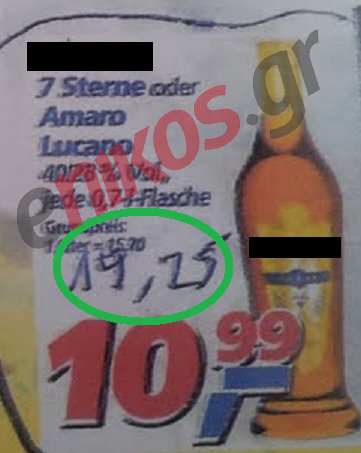 7 Sterne oder
Amaro
Lucano
40/28 % Vol.,
jede 0,7-l-Flasche
Grundpreis:
1 Liter = 15.70
19,25
10.99
enikos.gr